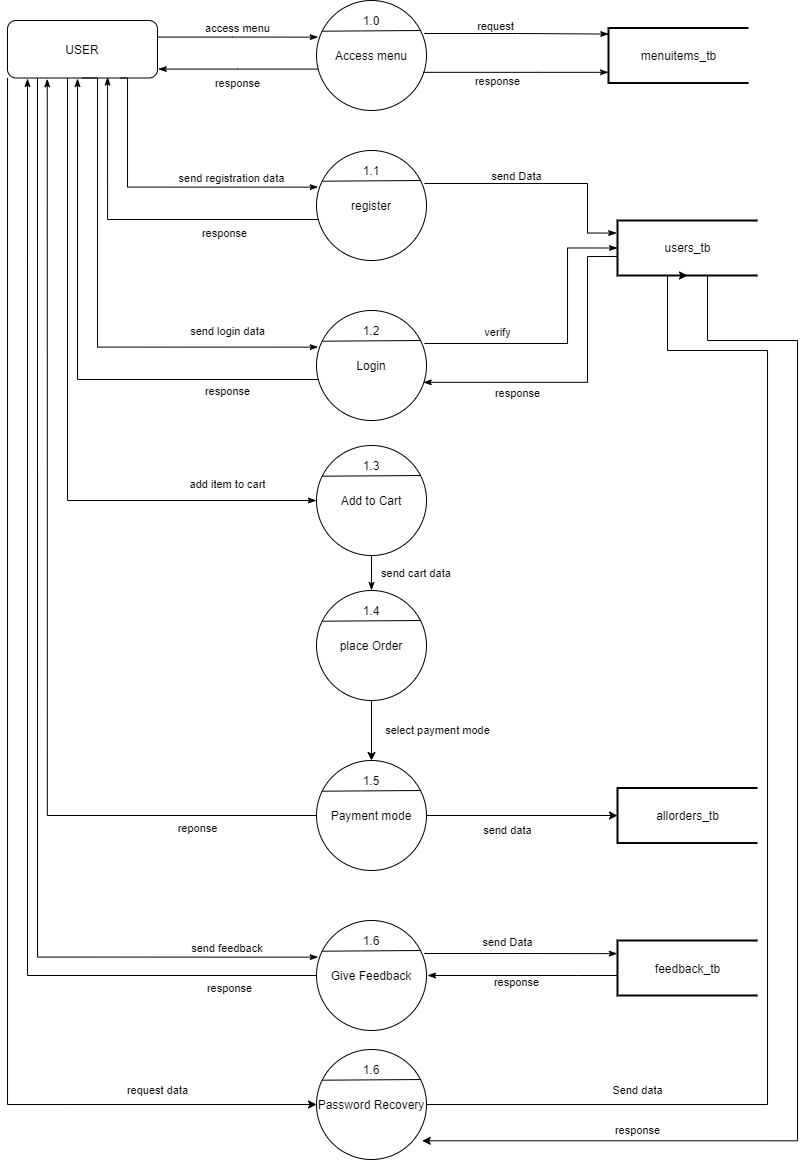 USER
access menu
1.0
Access menu
request
menuitems_tb
response
response
1.1
register
send registration data
send Data
response
users_tb
1.2
Login
send login data
verify
response
response
1.3
Add to Cart
add item to cart
send cart data
1.4
place Order
select payment mode
1.5
Payment mode
allorders_tb
reponse
send data
1.6
Give Feedback
send feedback
send Data
feedback_tb
response
response
1.6
Password Recovery
request data
Send data
response